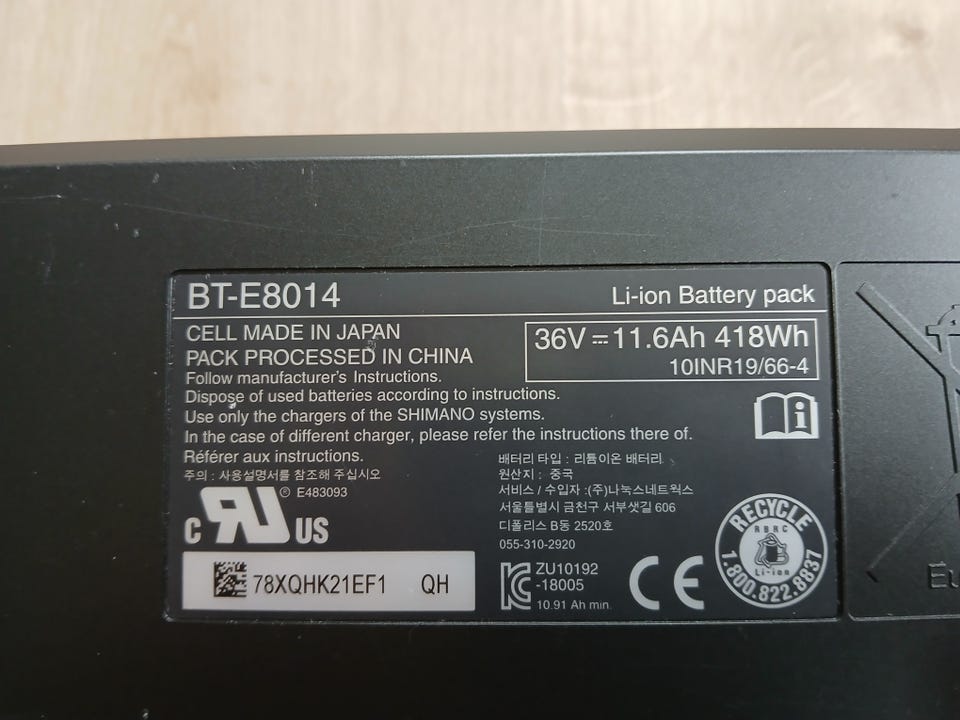 BT-E8014
Li-ion Battery pack
CELL MADE IN JAPAN
PACK PROCESSED IN CHINA
36V ⎓ 11.6Ah 418Wh
10INR19/66-4
Follow manufacturer's Instructions.
Dispose of used batteries according to instructions.
Use only the chargers of the SHIMANO systems.
In the case of different charger, please refer the instructions there of.
Référer aux instructions.
주의 : 사용설명서를 참조해 주십시오
배터리 타입 : 리튬이온 배터리
원산지 : 중국
서비스 / 수입자 :(주)나눅스네트웍스
서울특별시 금천구 서부샛길 606
디폴리스 B동 2520호
055-310-2920
c RU US ® E483093
78XQHK21EF1 QH
KC ZU10192
-18005
10.91 Ah min.
CE
RECYCLE
RBRC
Li-ion
1.800.822.8837